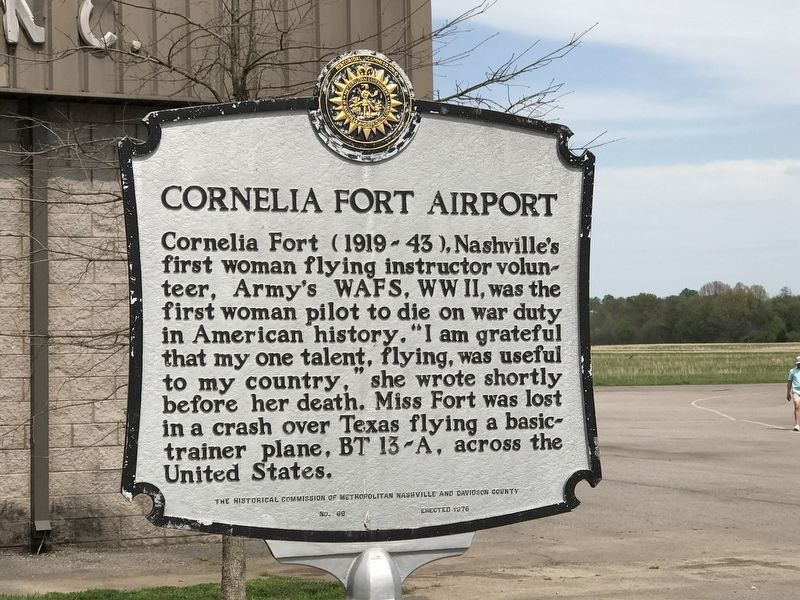 N C.
CORNELIA FORT AIRPORT
Cornelia Fort (1919-43), Nashville's
first woman flying instructor volun-
teer, Army's WAFS, WW II, was the
first woman pilot to die on war duty
in American history. "I am grateful
that my one talent, flying, was useful
to my country," she wrote shortly
before her death. Miss Fort was lost
in a crash over Texas flying a basic-
trainer plane, BT 13-A, across the
United States.
THE HISTORICAL COMMISSION OF METROPOLITAN NASHVILLE AND DAVIDSON COUNTY
NO. 68 ERECTED 1976